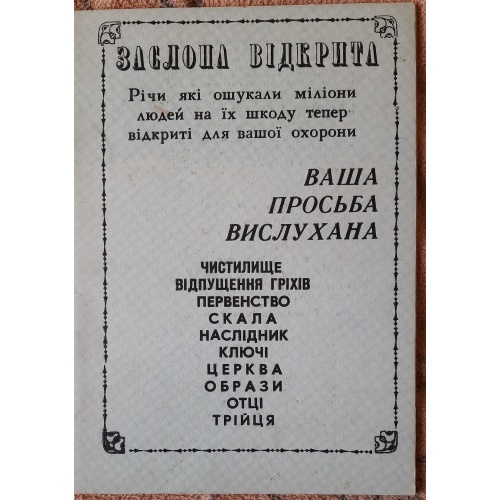 ЗАСЛОНА ВІДКРИТА
Річи які ошукали міліони
людей на їх шкоду тепер
відкриті для вашої охорони
ВАША
ПРОСЬБА
ВИСЛУХАНА
ЧИСТИЛИЩЕ
ВІДПУЩЕННЯ ГРІХІВ
ПЕРВЕНСТВО
СКАЛА
НАСЛІДНИК
КЛЮЧІ
ЦЕРКВА
ОБРАЗИ
ОТЦІ
ТРІЙЦЯ